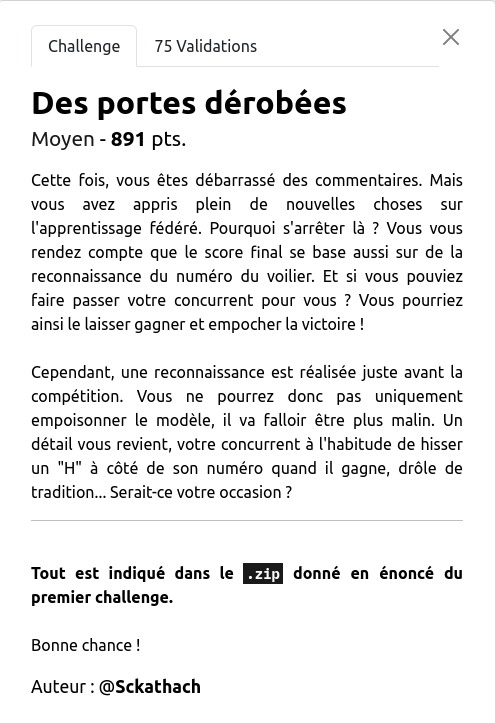 Challenge
75 Validations
Des portes dérobées
Moyen - 891 pts.
Cette fois, vous êtes débarrassé des commentaires. Mais
vous avez appris plein de nouvelles choses sur
l'apprentissage fédéré. Pourquoi s'arrêter là ? Vous vous
rendez compte que le score final se base aussi sur de la
reconnaissance du numéro du voilier. Et si vous pouviez
faire passer votre concurrent pour vous ? Vous pourriez
ainsi le laisser gagner et empocher la victoire !
Cependant, une reconnaissance est réalisée juste avant la
compétition. Vous ne pourrez donc pas uniquement
empoisonner le modèle, il va falloir être plus malin. Un
détail vous revient, votre concurrent à l'habitude de hisser
un "H" à côté de son numéro quand il gagne, drôle de
tradition... Serait-ce votre occasion ?
Tout est indiqué dans le .zip donné en énoncé du
premier challenge.
Bonne chance !
Auteur : @Sckathach